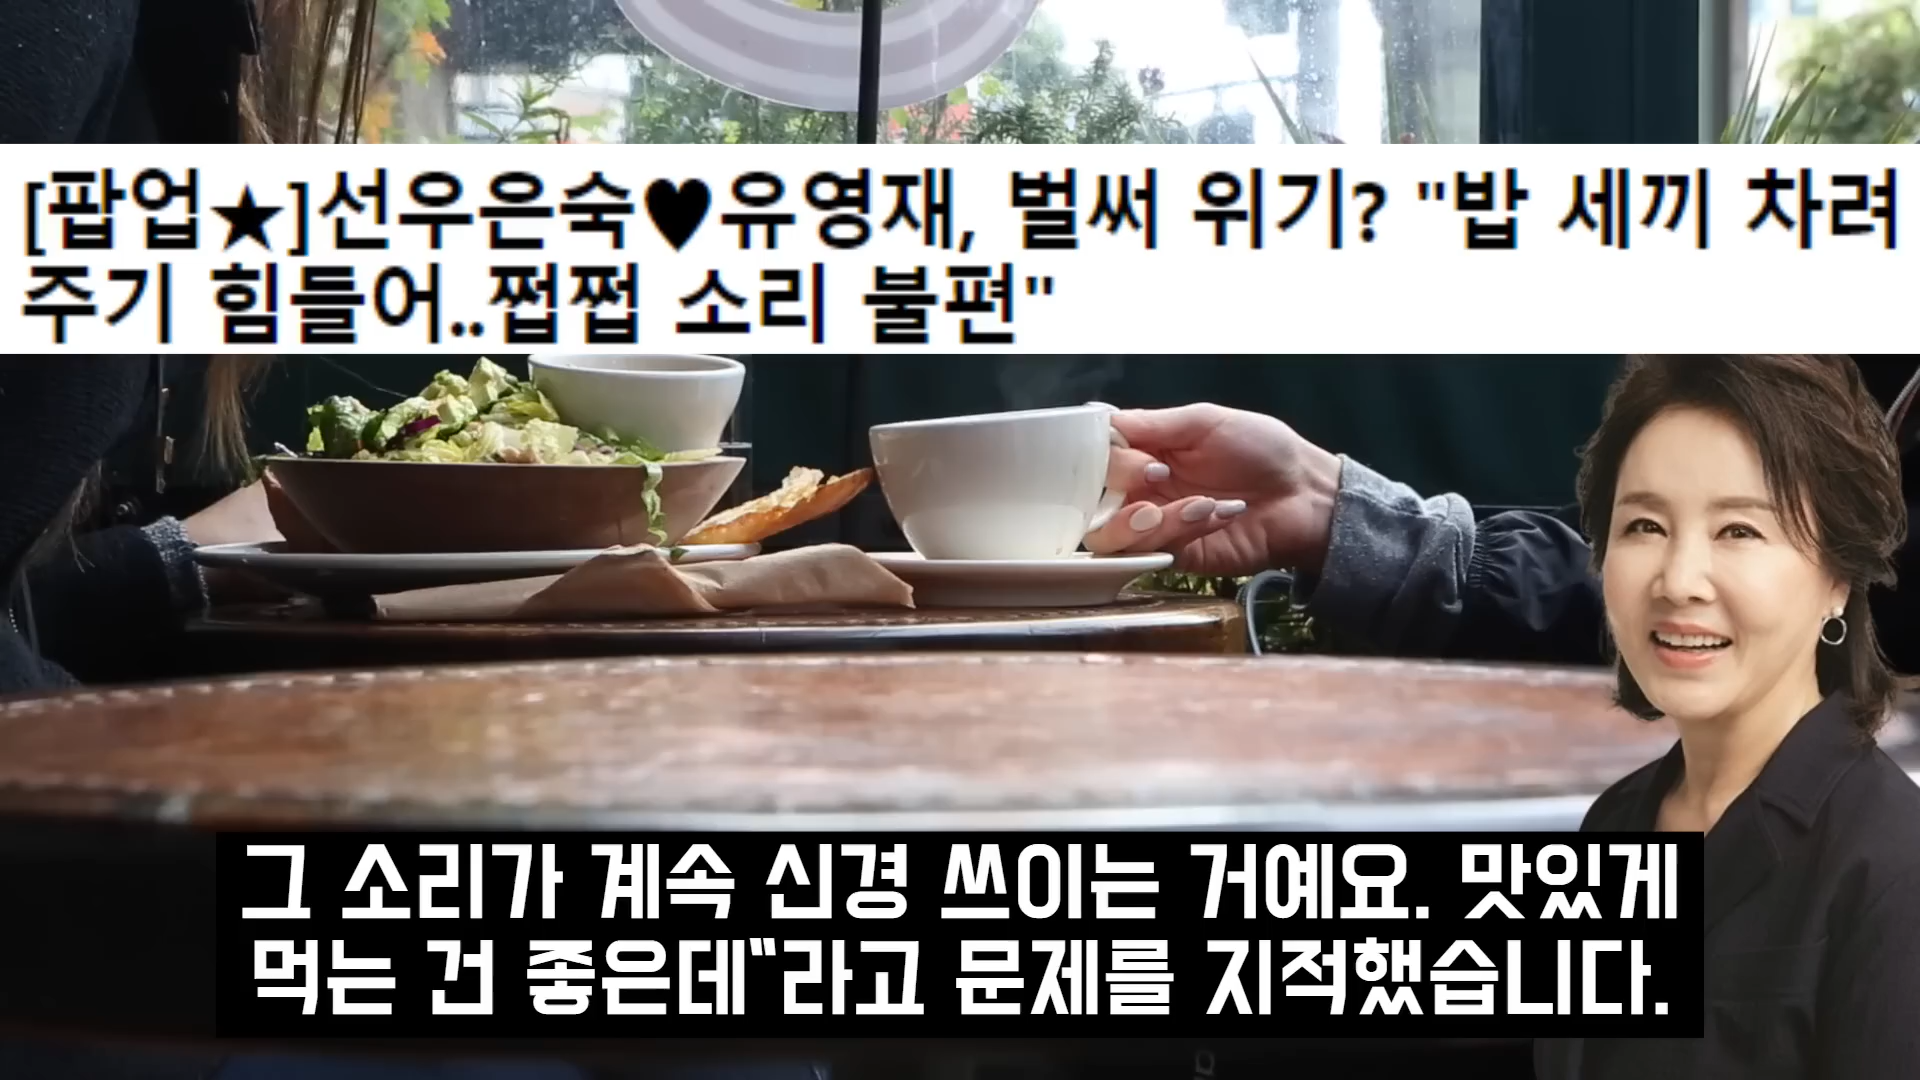 [팝업★]선우은숙♥유영재, 벌써 위기? "밥 세끼 차려
주기 힘들어..쩝쩝 소리 불편"
그 소리가 계속 신경 쓰이는 거예요. 맛있게
먹는 건 좋은데"라고 문제를 지적했습니다.